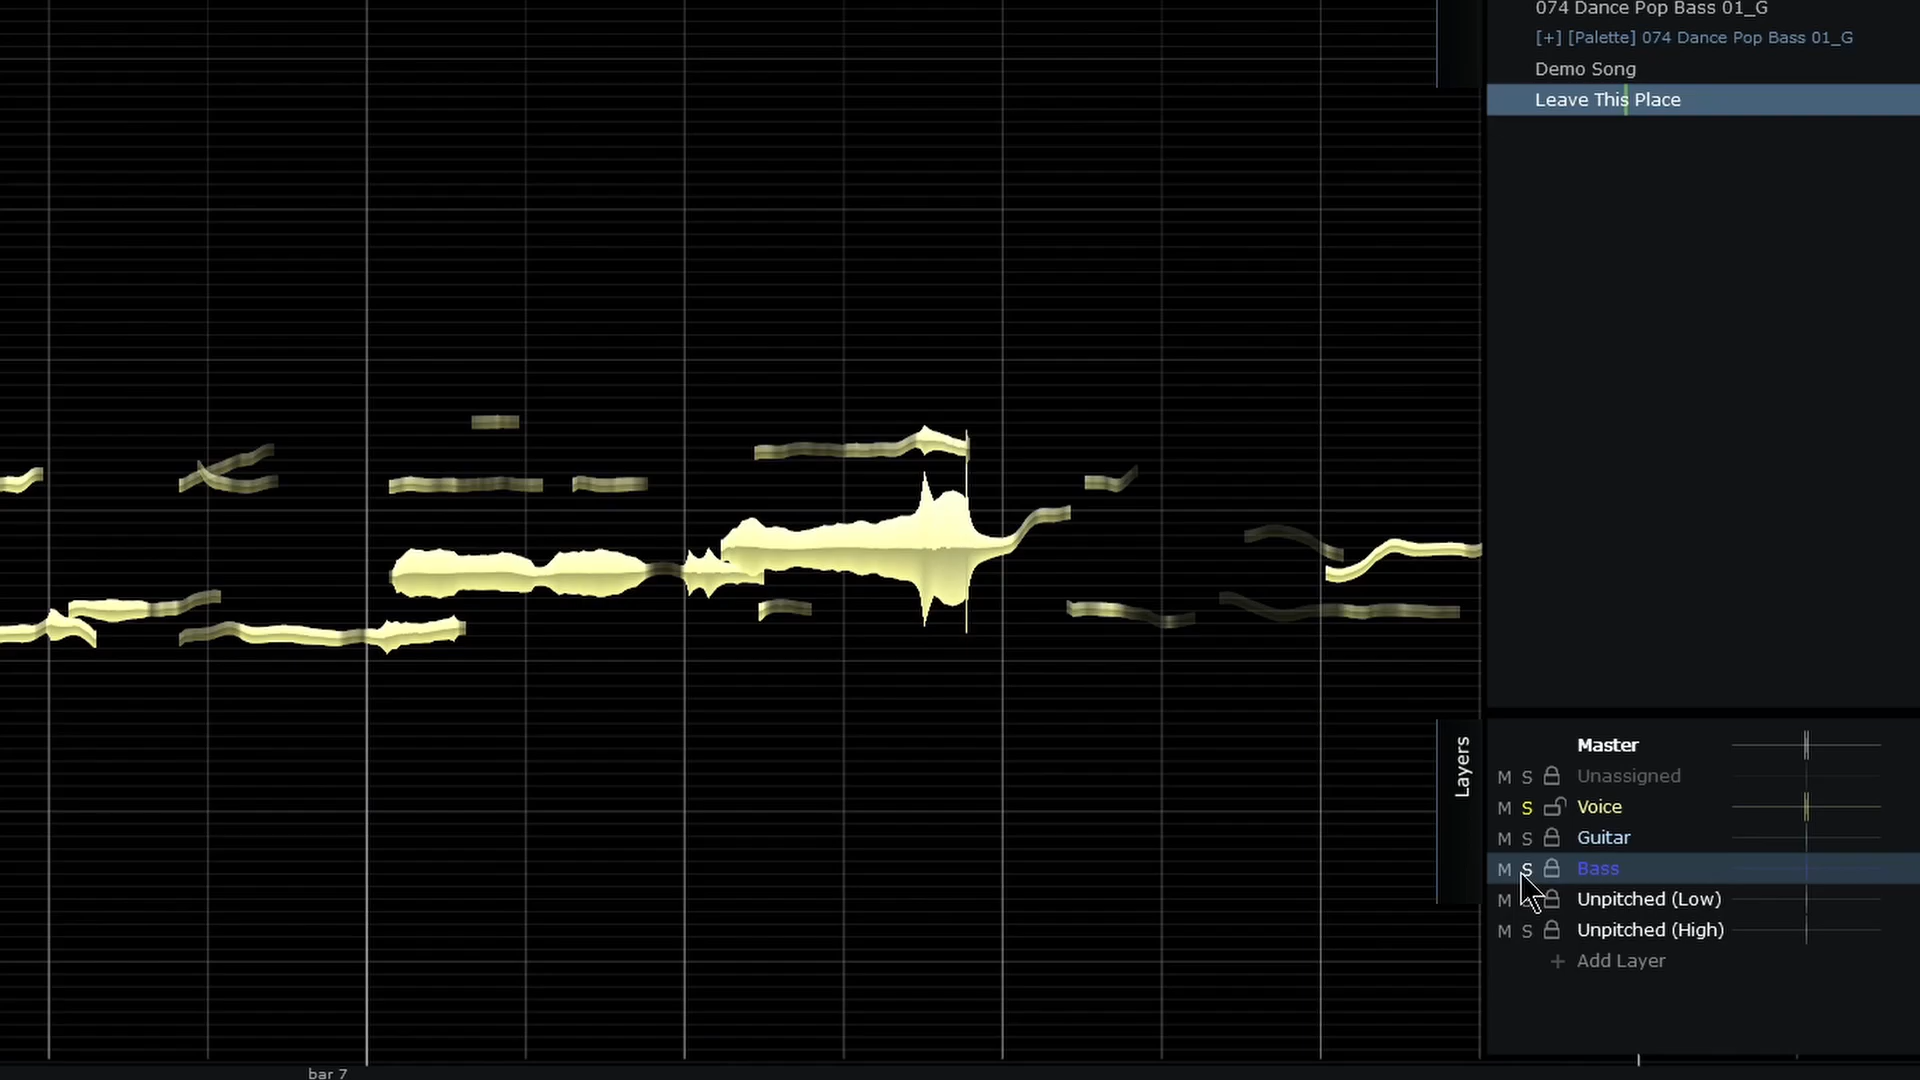 074 Dance Pop Bass 01_G
[+] [Palette] 074 Dance Pop Bass 01_G
Demo Song
Leave This Place
Layers
Master
M S Unassigned
M S Voice
M S Guitar
M S Bass
M Unpitched (Low)
M S Unpitched (High)
+ Add Layer
bar 7